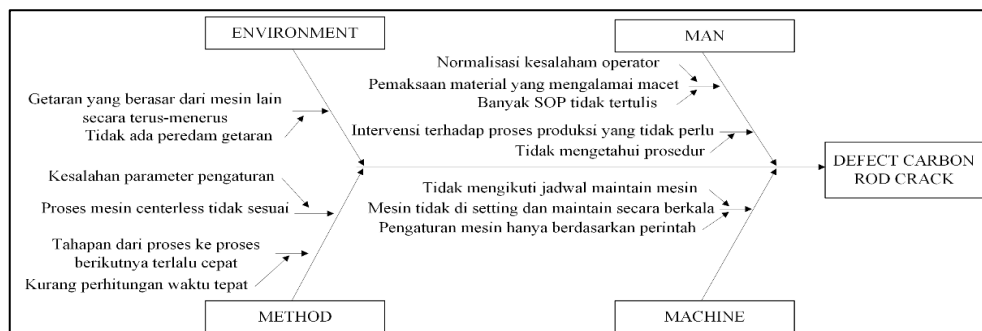 ENVIRONMENT
MAN
Normalisasi kesalaham operator
Pemaksaan material yang mengalamai macet
Banyak SOP tidak tertulis
Getaran yang berasar dari mesin lain
secara terus-menerus
Tidak ada peredam getaran
Intervensi terhadap proses produksi yang tidak perlu
Tidak mengetahui prosedur
DEFECT CARBON
ROD CRACK
Kesalahan parameter pengaturan
Proses mesin centerless tidak sesuai
Tahapan dari proses ke proses
berikutnya terlalu cepat
Kurang perhitungan waktu tepat
Tidak mengikuti jadwal maintain mesin
Mesin tidak di setting dan maintain secara berkala
Pengaturan mesin hanya berdasarkan perintah
METHOD
MACHINE